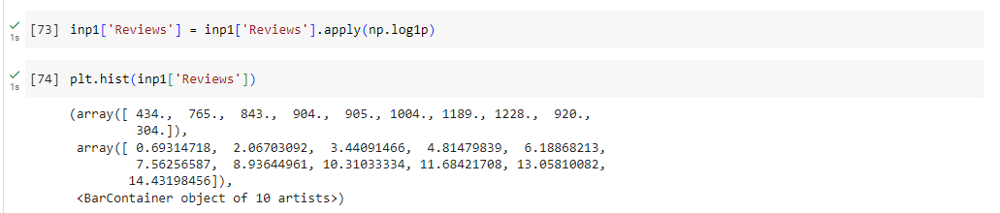 [73] inp1['Reviews'] = inp1['Reviews'].apply(np.log1p)
1s
[74] plt.hist(inp1['Reviews'])
1s
(array([ 434.,  765.,  843.,  904.,  905., 1004., 1189., 1228.,  920.,
         304.]),
 array([ 0.69314718,  2.06703092,  3.44091466,  4.81479839,  6.18868213,
         7.56256587,  8.93644961, 10.31033334, 11.68421708, 13.05810082,
        14.43198456]),
 <BarContainer object of 10 artists>)